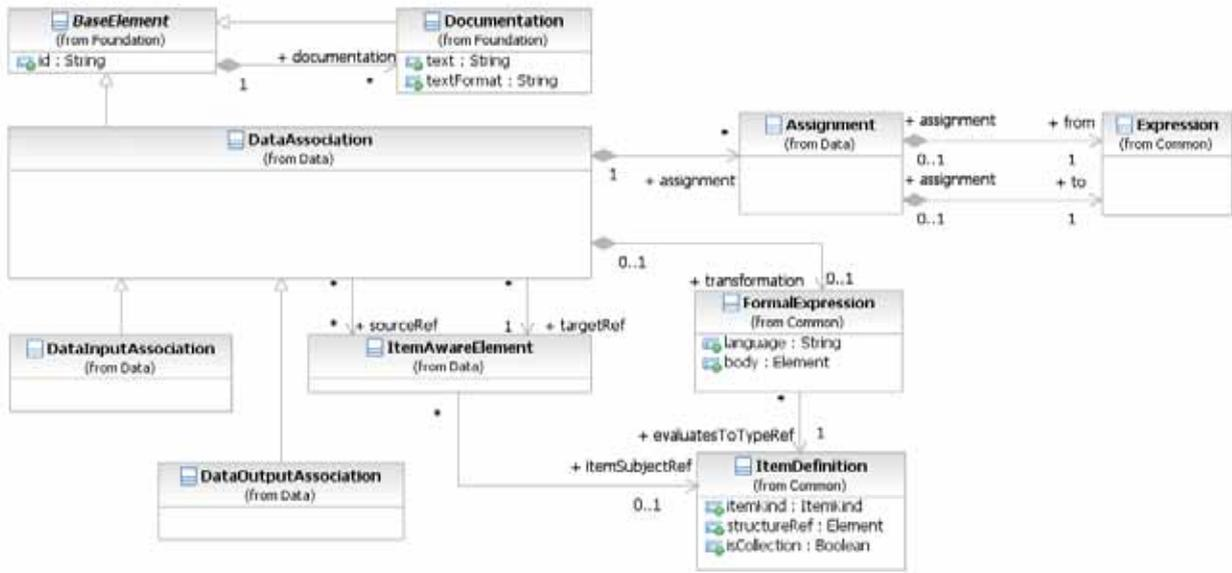 BaseElement
(from Foundation)
id : String
1
+ documentation
*
Documentation
(from Foundation)
text : String
textFormat : String
DataAssociation
(from Data)
1
*
+ assignment
Assignment
(from Data)
+ assignment
+ from
0..1
1
+ assignment
+ to
0..1
1
Expression
(from Common)
0..1
+ transformation
0..1
FormalExpression
(from Common)
language : String
body : Element
*
*
* + sourceRef
1 + targetRef
DataInputAssociation
(from Data)
ItemAwareElement
(from Data)
*
*
+ evaluatesToTypeRef
1
+ itemSubjectRef
0..1
DataOutputAssociation
(from Data)
ItemDefinition
(from Common)
itemKind : ItemKind
structureRef : Element
isCollection : Boolean